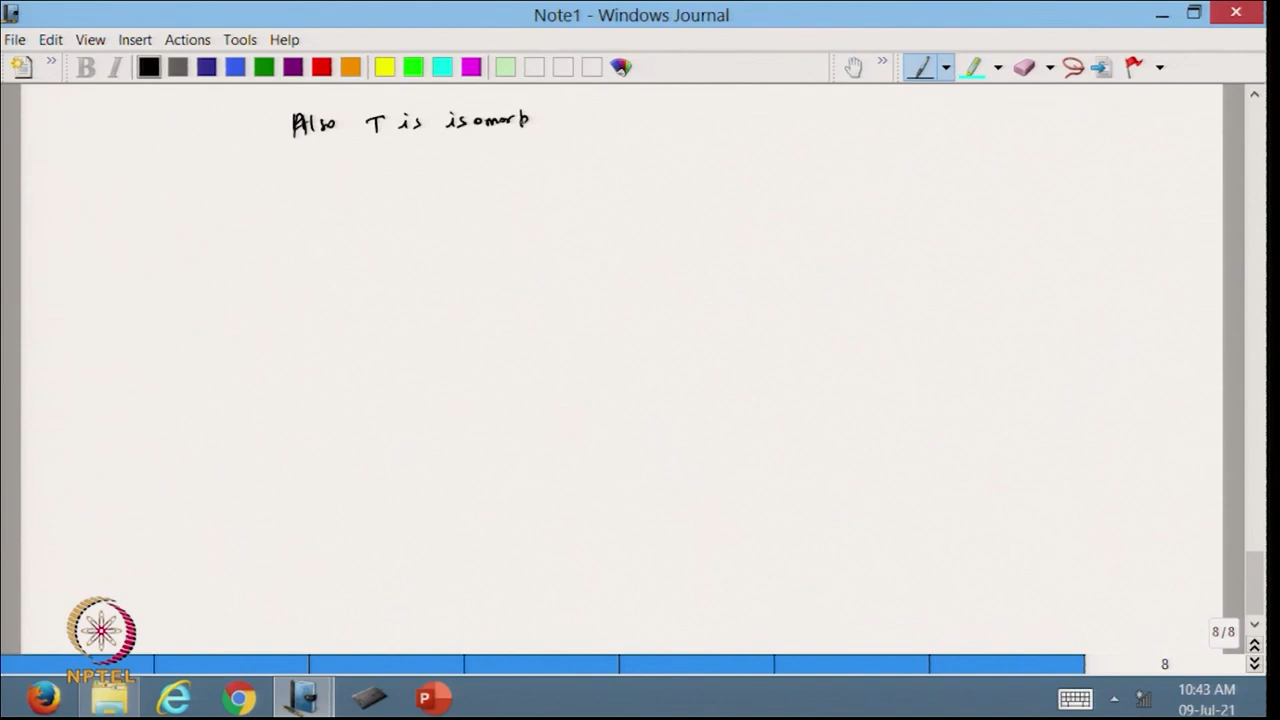 Note1 - Windows Journal
File Edit View Insert Actions Tools Help
B I
Also T is isomorp
8/8
8
NPTEL
10:43 AM
09-Jul-21